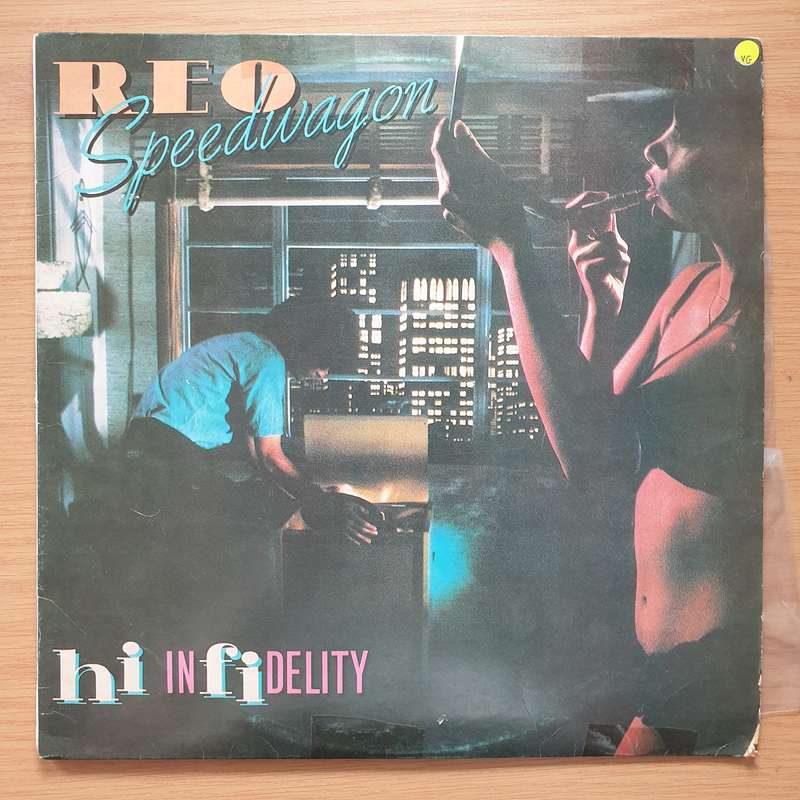 REO
Speedwagon
VG
hi INfiDELITY